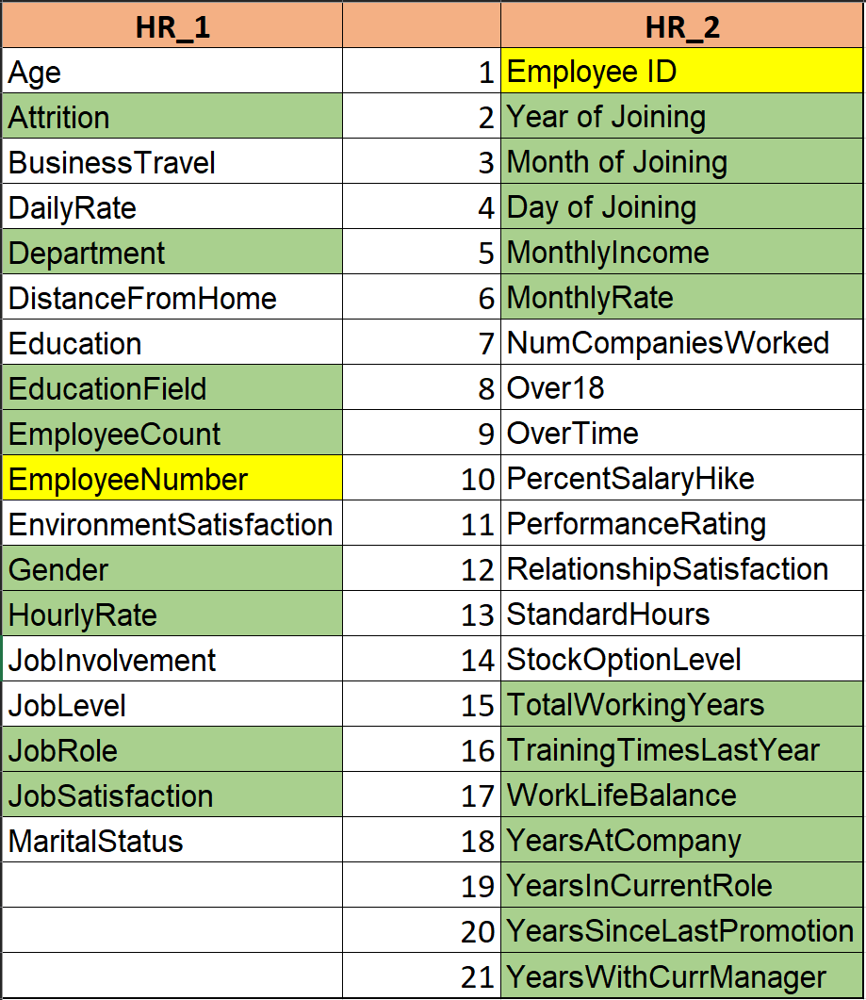 HR_1 HR_2
Age 1 Employee ID
Attrition 2 Year of Joining
BusinessTravel 3 Month of Joining
DailyRate 4 Day of Joining
Department 5 MonthlyIncome
DistanceFromHome 6 MonthlyRate
Education 7 NumCompaniesWorked
EducationField 8 Over18
EmployeeCount 9 OverTime
EmployeeNumber 10 PercentSalaryHike
EnvironmentSatisfaction 11 PerformanceRating
Gender 12 RelationshipSatisfaction
HourlyRate 13 StandardHours
JobInvolvement 14 StockOptionLevel
JobLevel 15 TotalWorkingYears
JobRole 16 TrainingTimesLastYear
JobSatisfaction 17 WorkLifeBalance
MaritalStatus 18 YearsAtCompany
19 YearsInCurrentRole
20 YearsSinceLastPromotion
21 YearsWithCurrManager